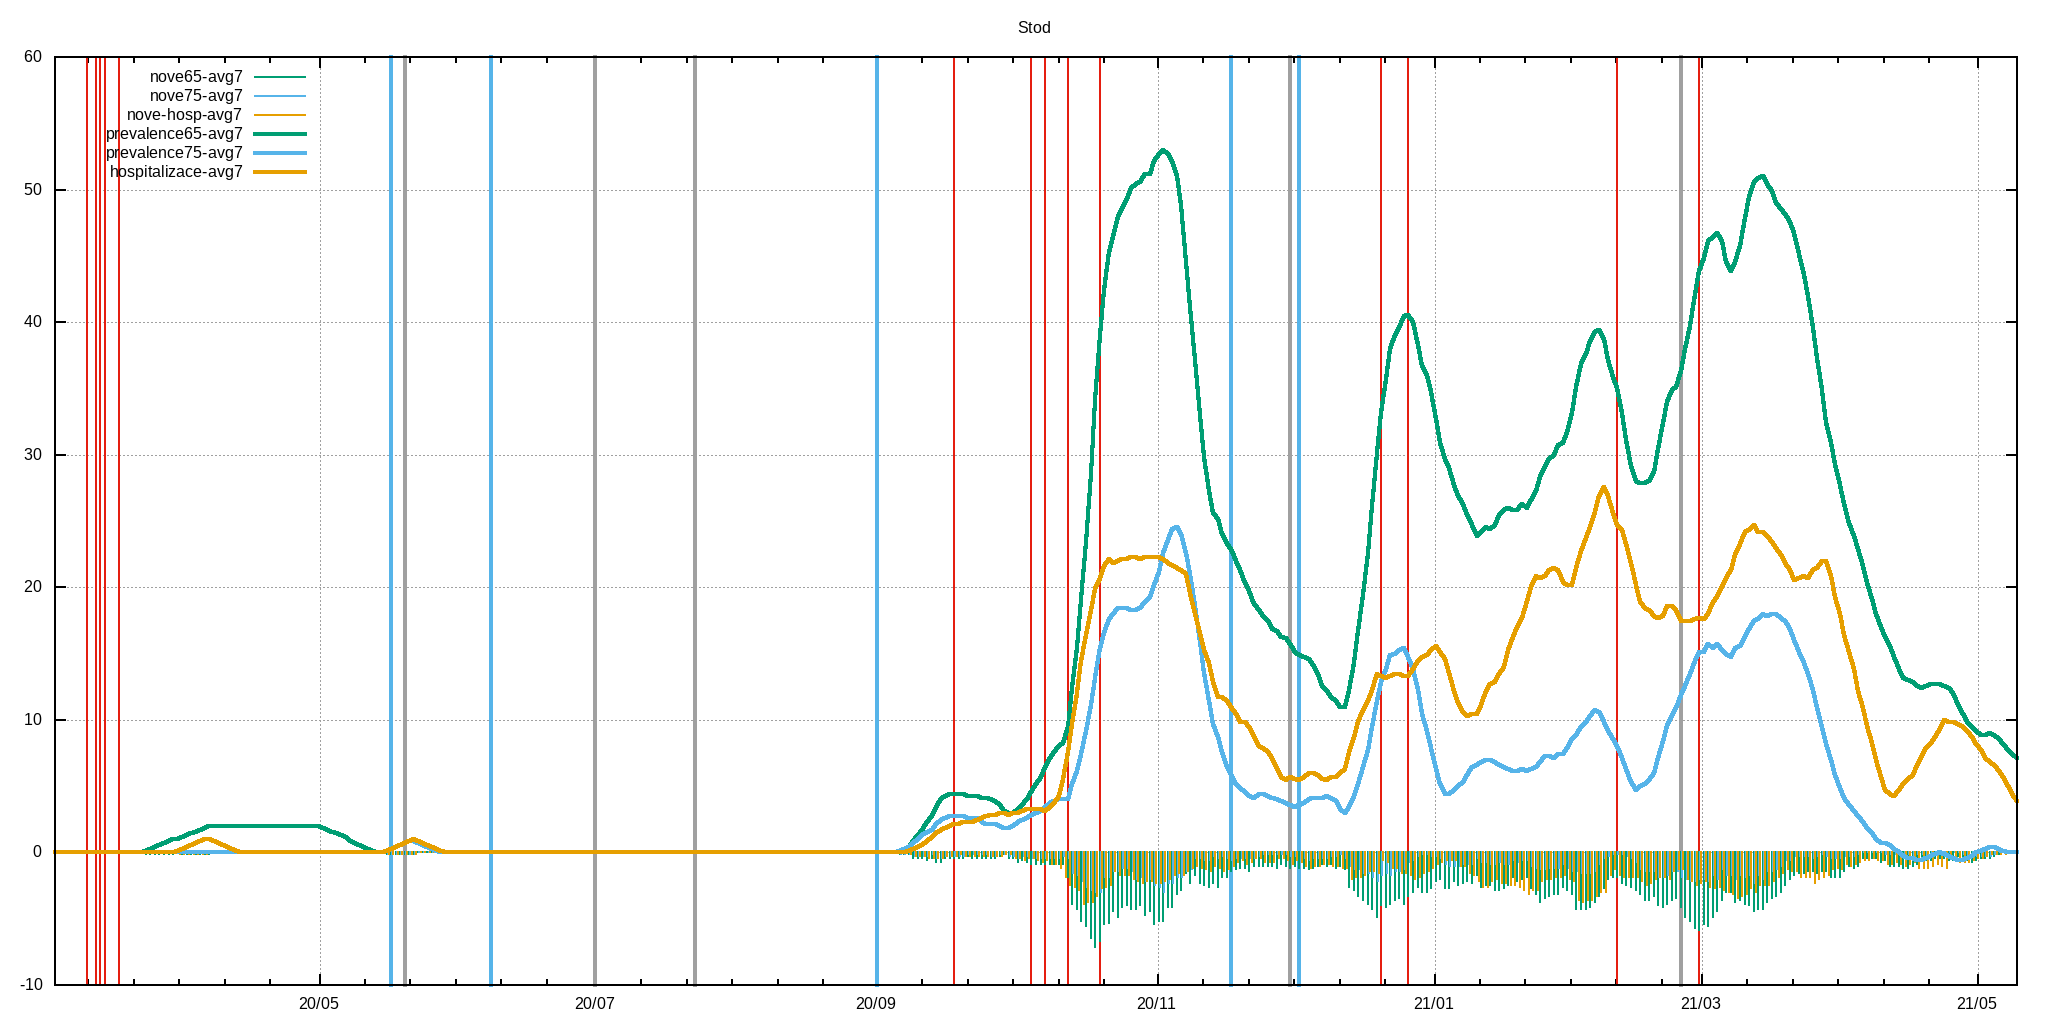 Stod
60
nove65-avg7
nove75-avg7
nove-hosp-avg7
prevalence65-avg7
prevalence75-avg7
hospitalizace-avg7
50
40
30
20
10
0
-10
20/05 20/07 20/09 20/11 21/01 21/03 21/05